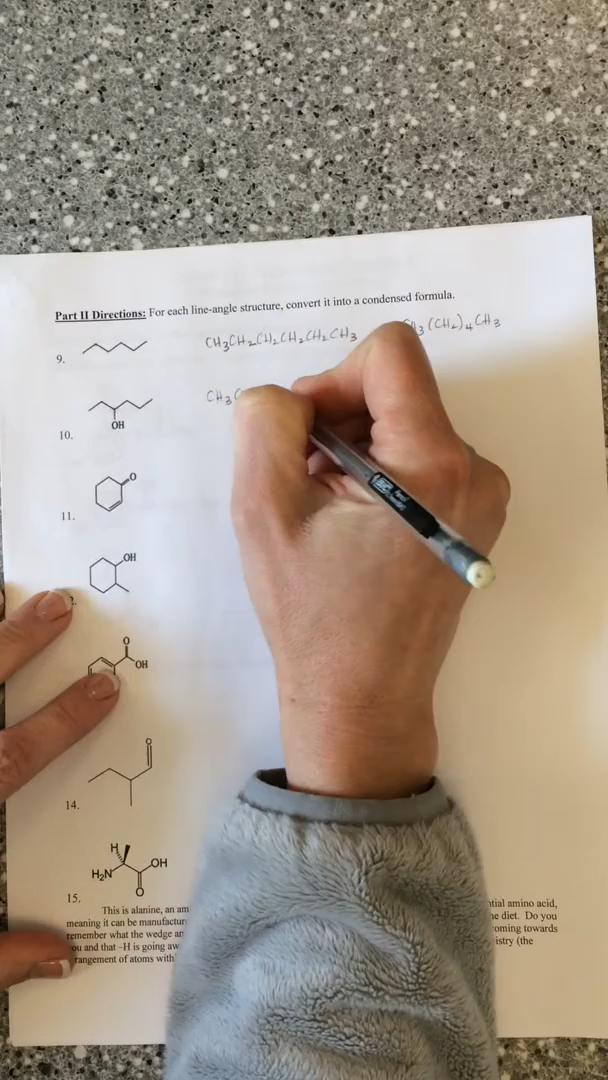 Part II Directions: For each line-angle structure, convert it into a condensed formula.
9. CH3CH2CH2CH2CH2CH3 (CH2)4CH3
10. OH CH3
11. O
OH
O
OH
14. O
15. H H2N OH O
This is alanine, an am
tial amino acid,
meaning it can be
he diet. Do you
remember what the wedge
oming towards
ou and that –H is going aw
istry (the
rangement of atoms with
BIC